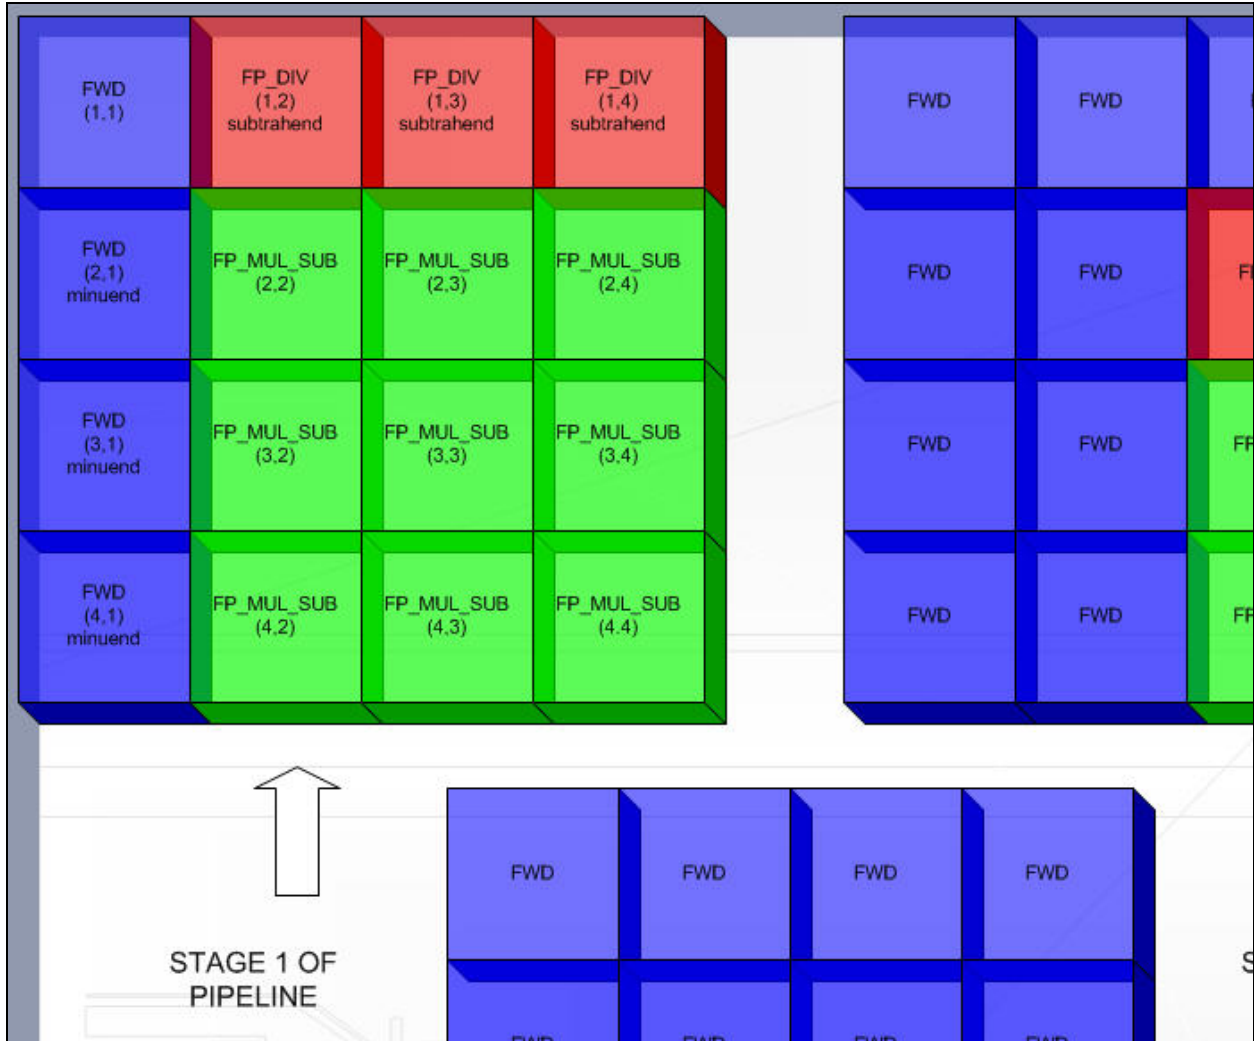 FWD
(1,1)
FP_DIV
(1,2)
subtrahend
FP_DIV
(1,3)
subtrahend
FP_DIV
(1,4)
subtrahend
FWD
FWD
FWD
(2,1)
minuend
FP_MUL_SUB
(2,2)
FP_MUL_SUB
(2,3)
FP_MUL_SUB
(2,4)
FWD
FWD
FWD
(3,1)
minuend
FP_MUL_SUB
(3,2)
FP_MUL_SUB
(3,3)
FP_MUL_SUB
(3,4)
FWD
FWD
FWD
(4,1)
minuend
FP_MUL_SUB
(4,2)
FP_MUL_SUB
(4,3)
FP_MUL_SUB
(4.4)
FWD
FWD
FWD
FWD
FWD
FWD
STAGE 1 OF
PIPELINE